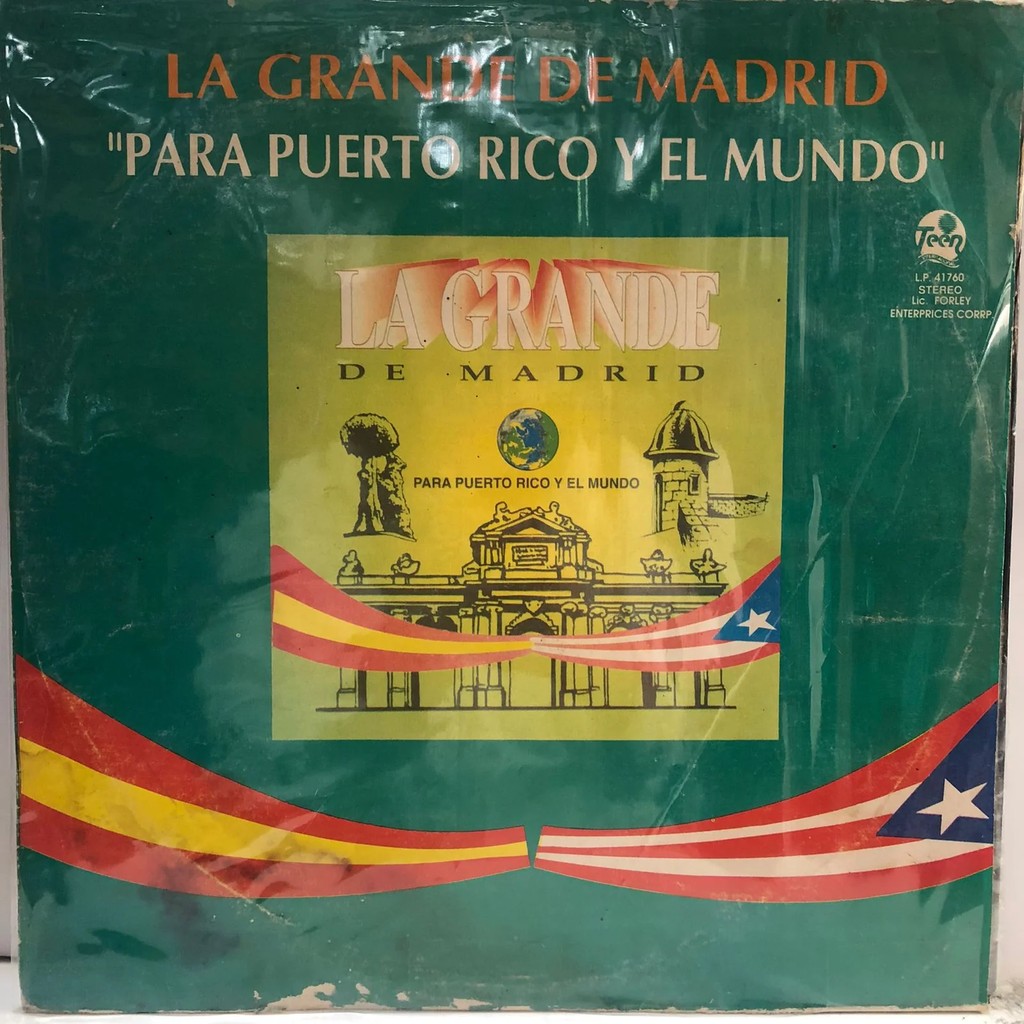 LA GRANDE DE MADRID
"PARA PUERTO RICO Y EL MUNDO"
Teen
L.P. 41760
STEREO
Lic. FORLEY
ENTERPRICES CORRP.
LA GRANDE
DE MADRID
PARA PUERTO RICO Y EL MUNDO